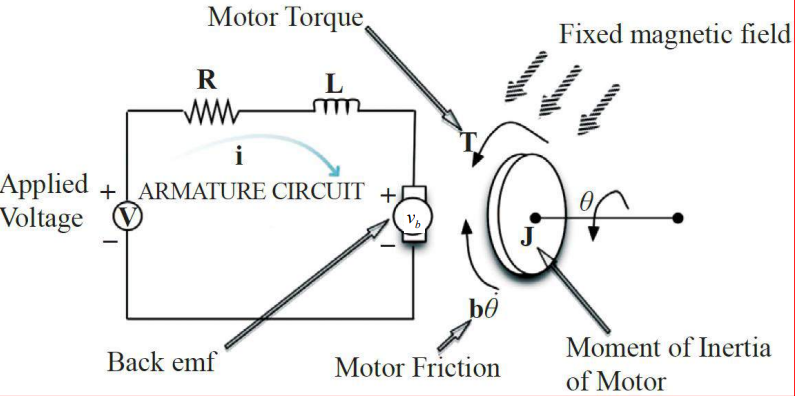 Motor Torque
Fixed magnetic field
R
L
T
i
Applied
Voltage
+
V
−
ARMATURE CIRCUIT
+
v_b
−
θ
J
bθ̇
Back emf
Motor Friction
Moment of Inertia
of Motor